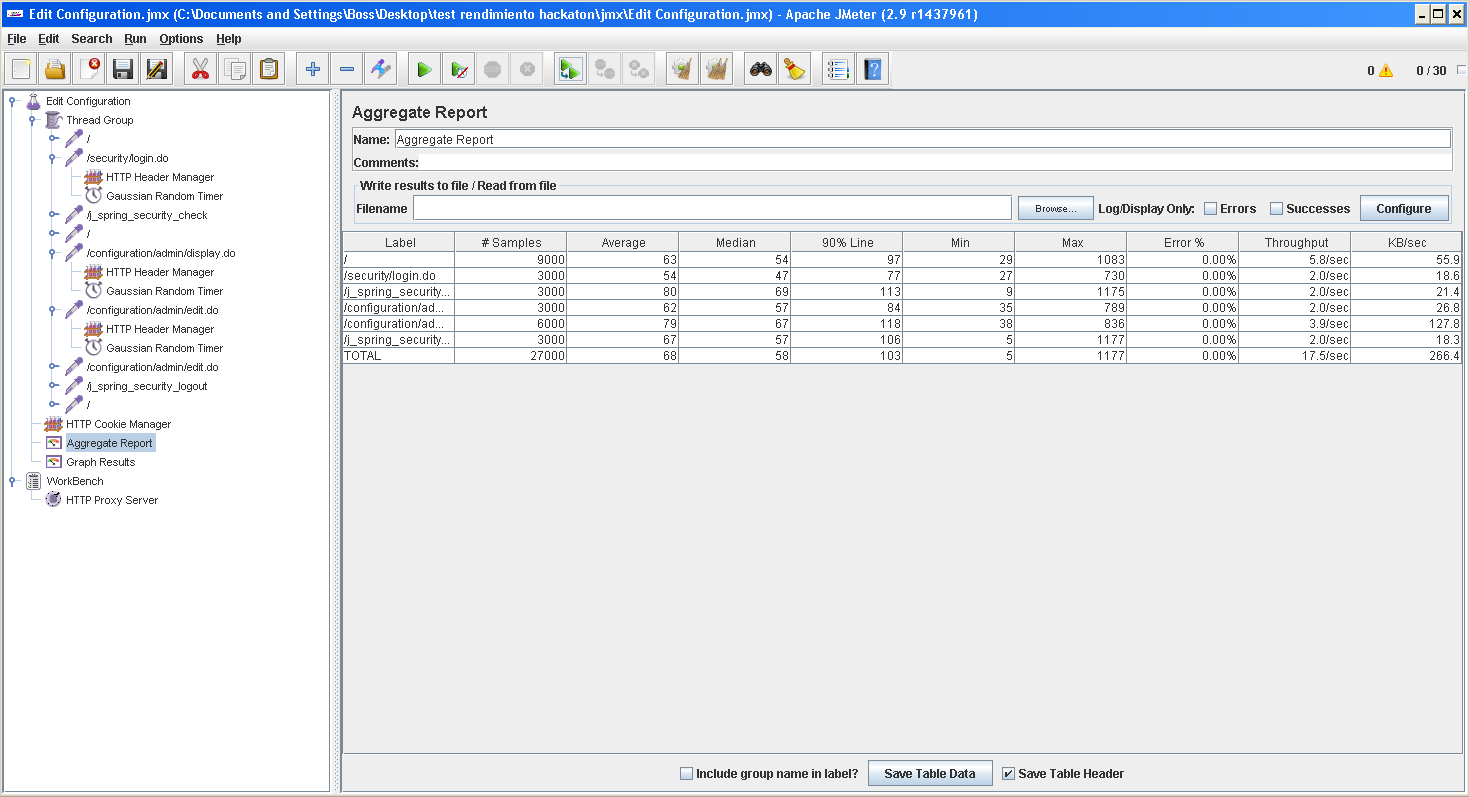 Edit Configuration.jmx (C:\Documents and Settings\Boss\Desktop\test rendimiento hackaton\jmx\Edit Configuration.jmx) - Apache JMeter (2.9 r1437961)
File Edit Search Run Options Help
0 0 / 30
Edit Configuration
Thread Group
/
/security/login.do
HTTP Header Manager
Gaussian Random Timer
/j_spring_security_check
/
/configuration/admin/display.do
HTTP Header Manager
Gaussian Random Timer
/configuration/admin/edit.do
HTTP Header Manager
Gaussian Random Timer
/configuration/admin/edit.do
/j_spring_security_logout
/
HTTP Cookie Manager
Aggregate Report
Graph Results
WorkBench
HTTP Proxy Server
Aggregate Report
Name: Aggregate Report
Comments:
Write results to file / Read from file
Filename Browse... Log/Display Only: Errors Successes Configure
Label # Samples Average Median 90% Line Min Max Error % Throughput KB/sec
/ 9000 63 54 97 29 1083 0.00% 5.8/sec 55.9
/security/login.do 3000 54 47 77 27 730 0.00% 2.0/sec 18.6
/j_spring_security... 3000 80 69 113 9 1175 0.00% 2.0/sec 21.4
/configuration/ad... 3000 62 57 84 35 789 0.00% 2.0/sec 26.8
/configuration/ad... 6000 79 67 118 38 836 0.00% 3.9/sec 127.8
/j_spring_security... 3000 67 57 106 5 1177 0.00% 2.0/sec 18.3
TOTAL 27000 68 58 103 5 1177 0.00% 17.5/sec 266.4
Include group name in label? Save Table Data Save Table Header